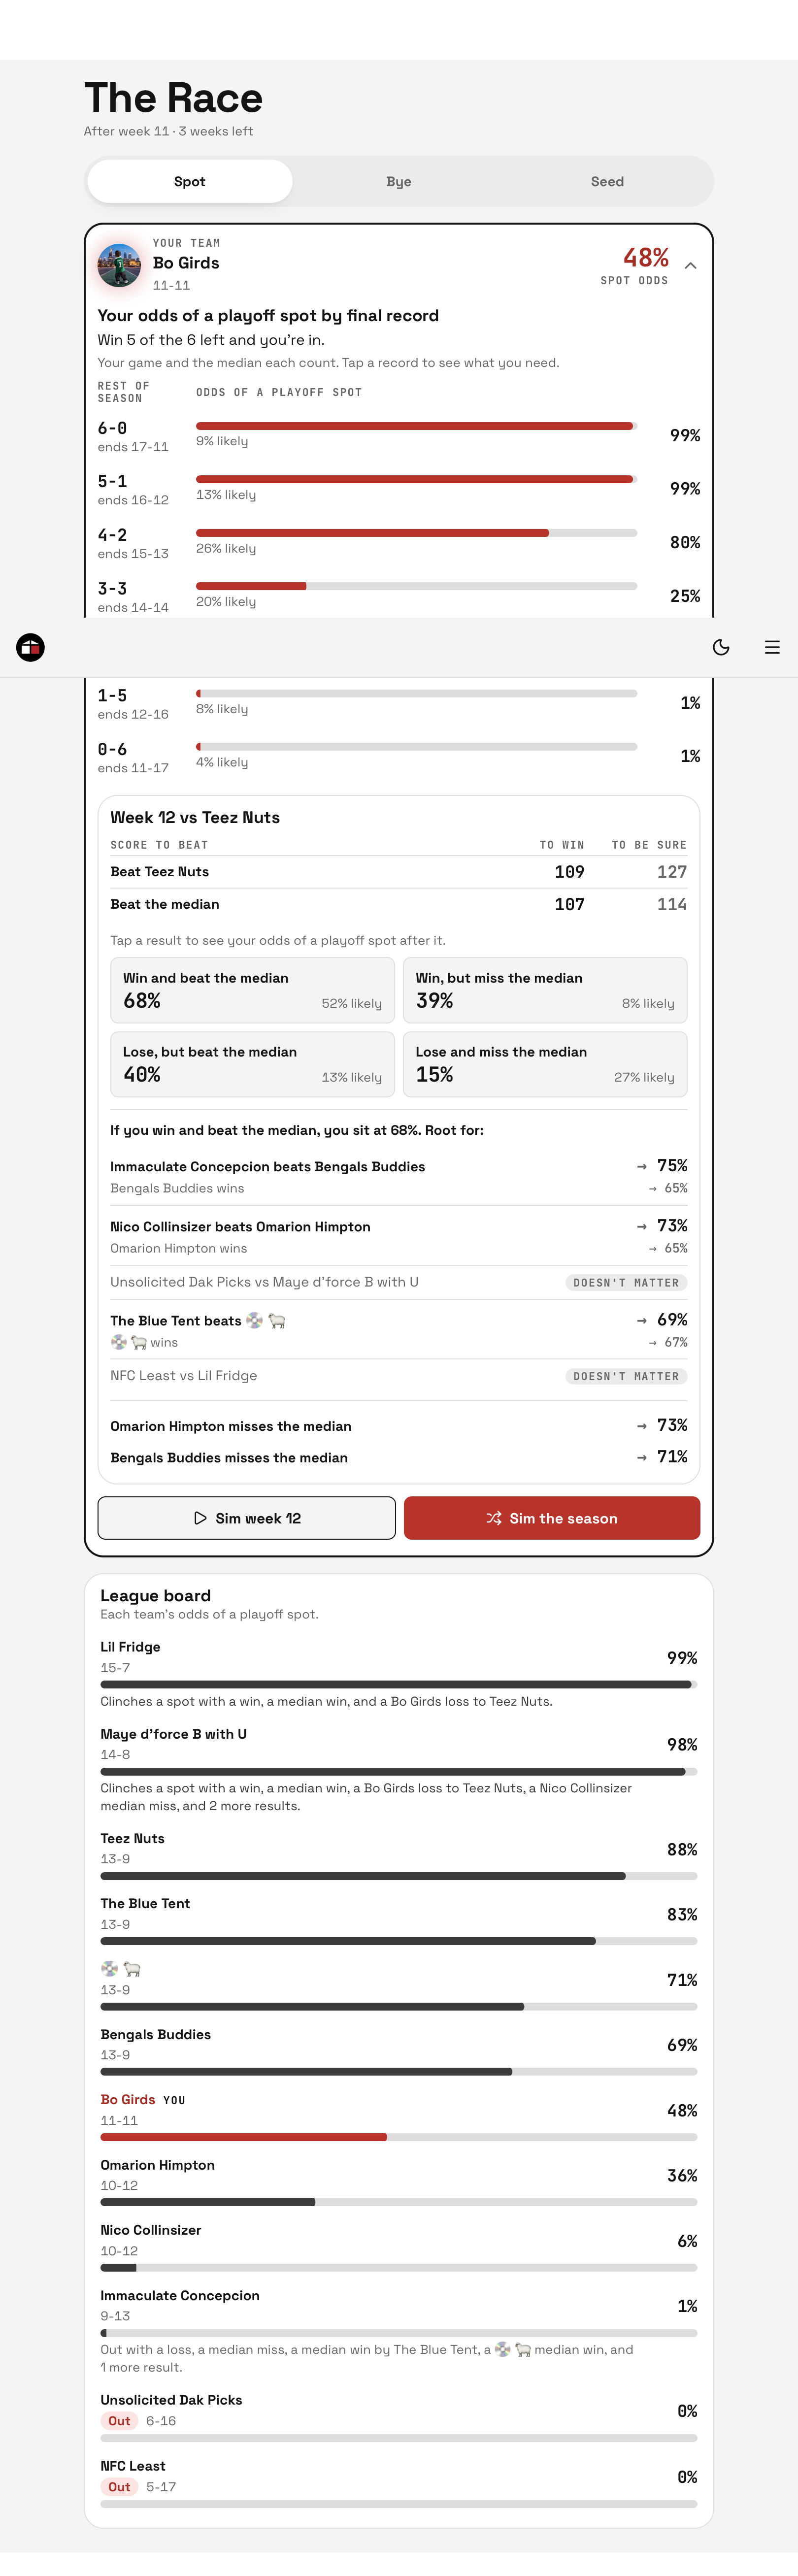 The Race
After week 11 · 3 weeks left
Spot
Bye
Seed
YOUR TEAM
Bo Girds
11-11
48%
SPOT ODDS
Your odds of a playoff spot by final record
Win 5 of the 6 left and you're in.
Your game and the median each count. Tap a record to see what you need.
REST OF
SEASON
ODDS OF A PLAYOFF SPOT
6-0
ends 17-11
9% likely
99%
5-1
ends 16-12
13% likely
99%
4-2
ends 15-13
26% likely
80%
3-3
ends 14-14
20% likely
25%
1-5
ends 12-16
8% likely
1%
0-6
ends 11-17
4% likely
1%
Week 12 vs Teez Nuts
SCORE TO BEAT
TO WIN
TO BE SURE
Beat Teez Nuts
109
127
Beat the median
107
114
Tap a result to see your odds of a playoff spot after it.
Win and beat the median
68%
52% likely
Win, but miss the median
39%
8% likely
Lose, but beat the median
40%
13% likely
Lose and miss the median
15%
27% likely
If you win and beat the median, you sit at 68%. Root for:
Immaculate Concepcion beats Bengals Buddies
→ 75%
Bengals Buddies wins
→ 65%
Nico Collinsizer beats Omarion Himpton
→ 73%
Omarion Himpton wins
→ 65%
Unsolicited Dak Picks vs Maye d'force B with U
DOESN'T MATTER
The Blue Tent beats 💿 🐑
→ 69%
💿 🐑 wins
→ 67%
NFC Least vs Lil Fridge
DOESN'T MATTER
Omarion Himpton misses the median
→ 73%
Bengals Buddies misses the median
→ 71%
Sim week 12
Sim the season
League board
Each team's odds of a playoff spot.
Lil Fridge
15-7
99%
Clinches a spot with a win, a median win, and a Bo Girds loss to Teez Nuts.
Maye d'force B with U
14-8
98%
Clinches a spot with a win, a median win, a Bo Girds loss to Teez Nuts, a Nico Collinsizer
median miss, and 2 more results.
Teez Nuts
13-9
88%
The Blue Tent
13-9
83%
💿 🐑
13-9
71%
Bengals Buddies
13-9
69%
Bo Girds YOU
11-11
48%
Omarion Himpton
10-12
36%
Nico Collinsizer
10-12
6%
Immaculate Concepcion
9-13
1%
Out with a loss, a median miss, a median win by The Blue Tent, a 💿 🐑 median win, and
1 more result.
Unsolicited Dak Picks
Out 6-16
0%
NFC Least
Out 5-17
0%